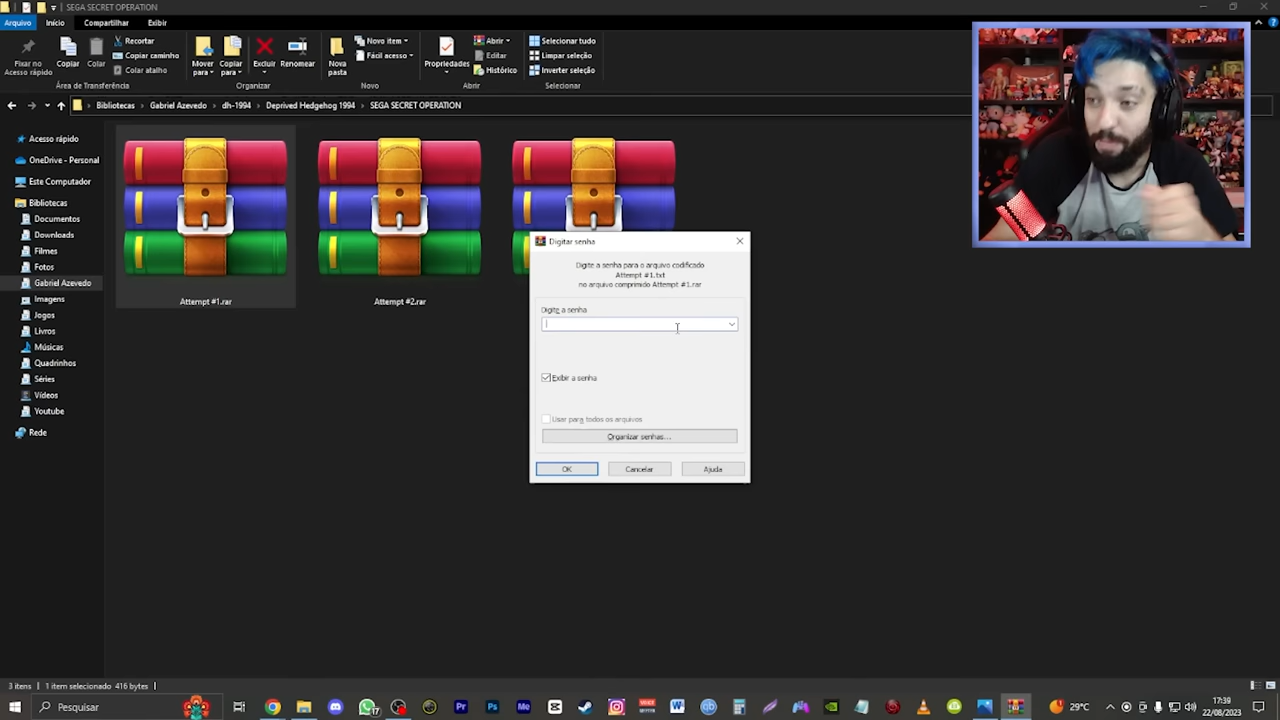 SEGA SECRET OPERATION
Arquivo
Início
Compartilhar
Exibir
Fixar no
Acesso rápido
Copiar
Colar
Recortar
Copiar caminho
Colar atalho
Mover
para
Copiar
para
Excluir
Renomear
Nova
pasta
Novo item
Fácil acesso
Propriedades
Abrir
Editar
Histórico
Selecionar tudo
Limpar seleção
Inverter seleção
Área de Transferência
Organizar
Novo
Abrir
Selecionar
Bibliotecas > Gabriel Azevedo > dh-1994 > Deprived Hedgehog 1994 > SEGA SECRET OPERATION
Acesso rápido
OneDrive - Personal
Este Computador
Bibliotecas
Documentos
Downloads
Filmes
Fotos
Gabriel Azevedo
Imagens
Jogos
Livros
Músicas
Quadrinhos
Séries
Vídeos
Youtube
Rede
Attempt #1.rar
Attempt #2.rar
Digitar senha
Digite a senha para o arquivo codificado
Attempt #1.txt
no arquivo comprimido Attempt #1.rar
Digite a senha
Exibir a senha
Usar para todos os arquivos
Organizar senhas...
OK
Cancelar
Ajuda
3 itens
1 item selecionado 416 bytes
Pesquisar
17
Pr
Ps
Me
W
29°C
17:39
22/08/2023